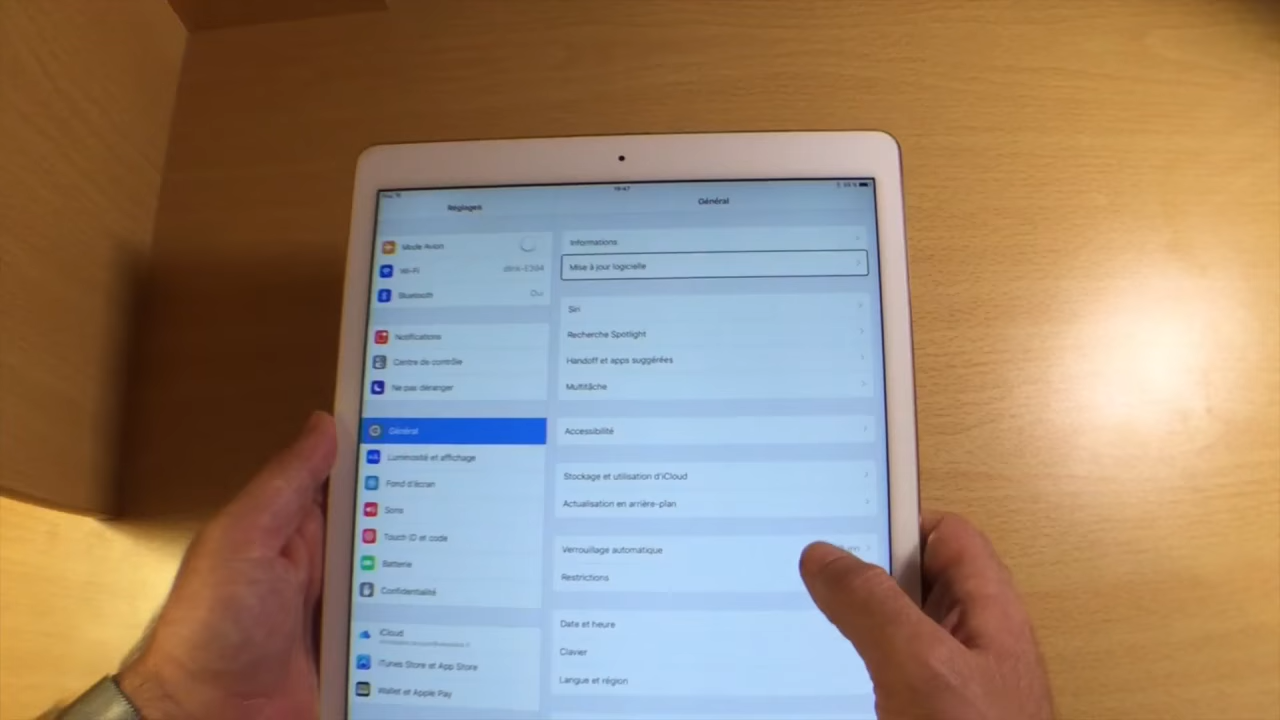 19:47
Réglages
Général
Mode Avion
Wi-Fi dlink-E394
Bluetooth Oui
Notifications
Centre de contrôle
Ne pas déranger
Général
Luminosité et affichage
Fond d'écran
Sons
Touch ID et code
Batterie
Confidentialité
iCloud
iTunes Store et App Store
Wallet et Apple Pay
Informations
Mise à jour logicielle
Siri
Recherche Spotlight
Handoff et apps suggérées
Multitâche
Accessibilité
Stockage et utilisation d'iCloud
Actualisation en arrière-plan
Verrouillage automatique
Restrictions
Date et heure
Clavier
Langue et région